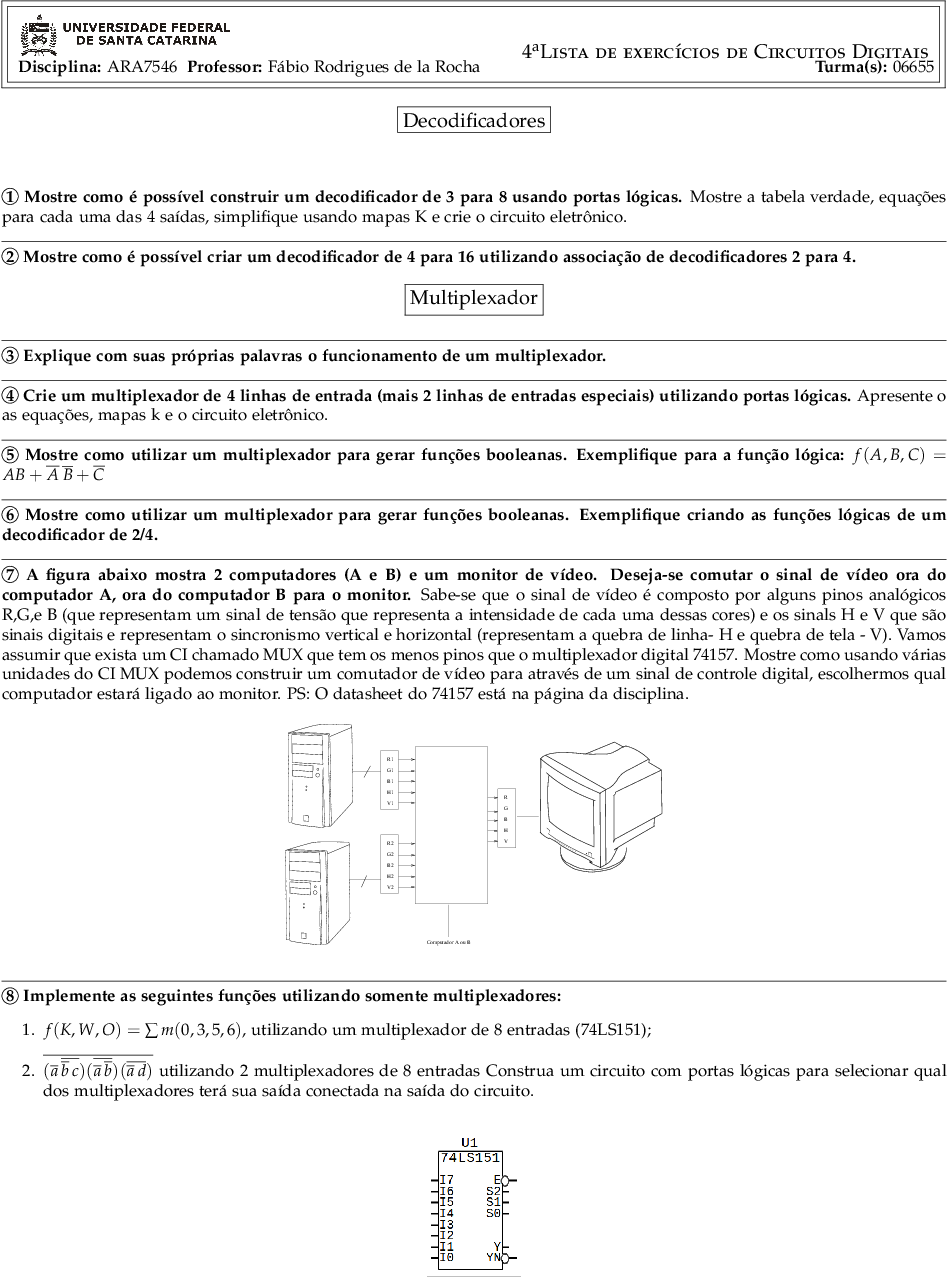 UNIVERSIDADE FEDERAL
DE SANTA CATARINA
4ªLista de exercícios de Circuitos Digitais
Disciplina: ARA7546 Professor: Fábio Rodrigues de la Rocha
Turma(s): 06655
Decodificadores
① Mostre como é possível construir um decodificador de 3 para 8 usando portas lógicas. Mostre a tabela verdade, equações
para cada uma das 4 saídas, simplifique usando mapas K e crie o circuito eletrônico.
② Mostre como é possível criar um decodificador de 4 para 16 utilizando associação de decodificadores 2 para 4.
Multiplexador
③ Explique com suas próprias palavras o funcionamento de um multiplexador.
④ Crie um multiplexador de 4 linhas de entrada (mais 2 linhas de entradas especiais) utilizando portas lógicas. Apresente o
as equações, mapas k e o circuito eletrônico.
⑤ Mostre como utilizar um multiplexador para gerar funções booleanas. Exemplifique para a função lógica: f(A, B, C) =
AB + A̅ B̅ + C̅
⑥ Mostre como utilizar um multiplexador para gerar funções booleanas. Exemplifique criando as funções lógicas de um
decodificador de 2/4.
⑦ A figura abaixo mostra 2 computadores (A e B) e um monitor de vídeo. Deseja-se comutar o sinal de vídeo ora do
computador A, ora do computador B para o monitor. Sabe-se que o sinal de vídeo é composto por alguns pinos analógicos
R,G,e B (que representam um sinal de tensão que representa a intensidade de cada uma dessas cores) e os sinals H e V que são
sinais digitais e representam o sincronismo vertical e horizontal (representam a quebra de linha- H e quebra de tela - V). Vamos
assumir que exista um CI chamado MUX que tem os menos pinos que o multiplexador digital 74157. Mostre como usando várias
unidades do CI MUX podemos construir um comutador de vídeo para através de um sinal de controle digital, escolhermos qual
computador estará ligado ao monitor. PS: O datasheet do 74157 está na página da disciplina.
R1
G1
B1
H1
V1
R2
G2
B2
H2
V2
R
G
B
H
V
Computador A ou B
⑧ Implemente as seguintes funções utilizando somente multiplexadores:
1. f(K, W, O) = ∑ m(0, 3, 5, 6), utilizando um multiplexador de 8 entradas (74LS151);
2. (a b c)(a b)(a d) utilizando 2 multiplexadores de 8 entradas Construa um circuito com portas lógicas para selecionar qual
dos multiplexadores terá sua saída conectada na saída do circuito.
U1
74LS151
I7 E
I6 S2
I5 S1
I4 S0
I3
I2
I1 Y
I0 YN